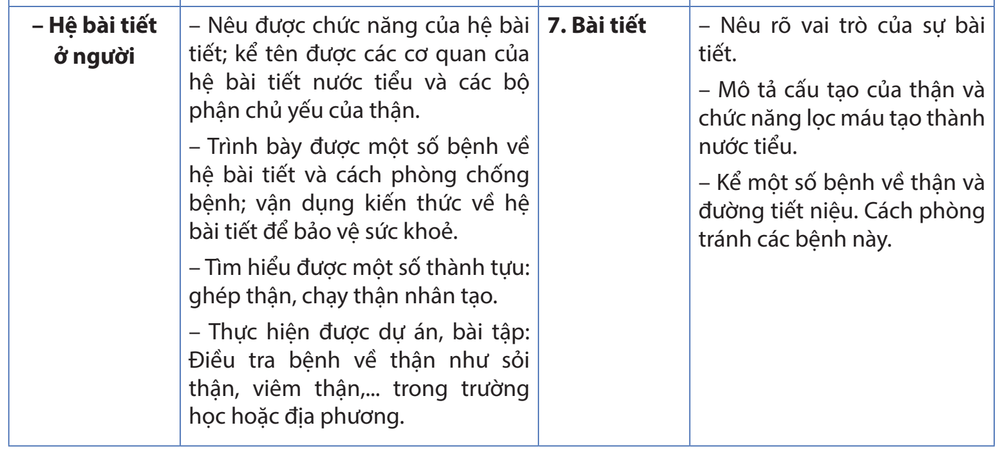 – Hệ bài tiết
ở người
– Nêu được chức năng của hệ bài
tiết; kể tên được các cơ quan của
hệ bài tiết nước tiểu và các bộ
phận chủ yếu của thận.
– Trình bày được một số bệnh về
hệ bài tiết và cách phòng chống
bệnh; vận dụng kiến thức về hệ
bài tiết để bảo vệ sức khoẻ.
– Tìm hiểu được một số thành tựu:
ghép thận, chạy thận nhân tạo.
– Thực hiện được dự án, bài tập:
Điều tra bệnh về thận như sỏi
thận, viêm thận,... trong trường
học hoặc địa phương.
7. Bài tiết
– Nêu rõ vai trò của sự bài
tiết.
– Mô tả cấu tạo của thận và
chức năng lọc máu tạo thành
nước tiểu.
– Kể một số bệnh về thận và
đường tiết niệu. Cách phòng
tránh các bệnh này.